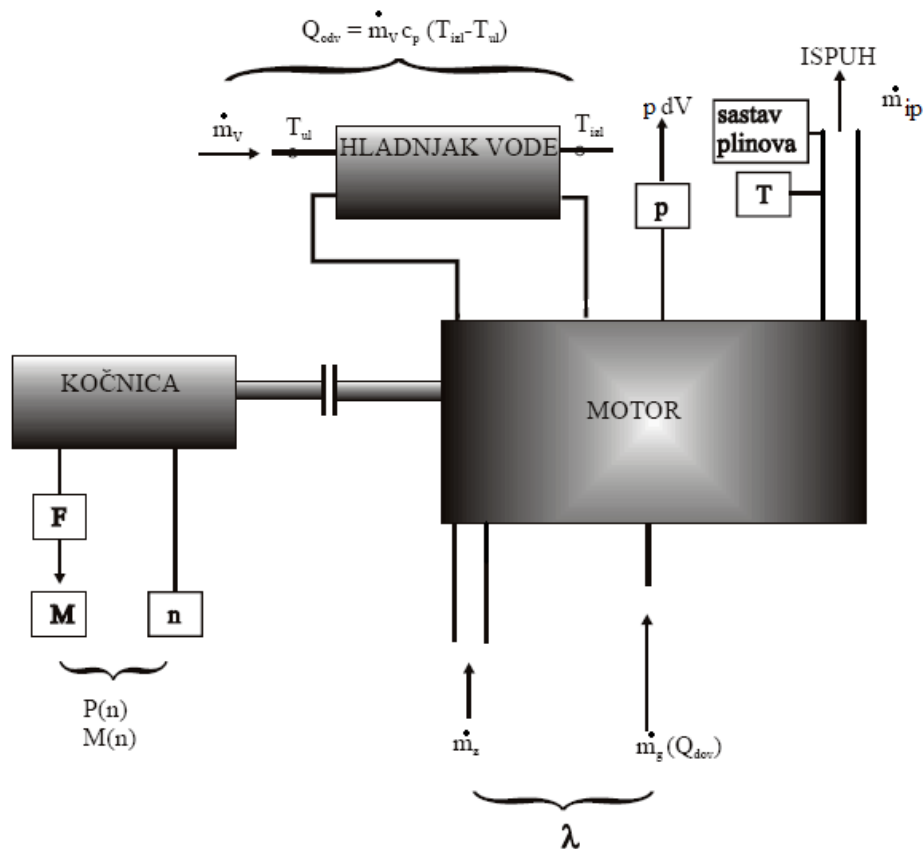 Q_odv = ṁ_V c_p (T_izl-T_ul)
ISPUH
ṁ_ip
ṁ_V
T_ul
T_izl
HLADNJAK VODE
p dV
sastav
plinova
T
p
KOČNICA
MOTOR
F
M
n
P(n)
M(n)
ṁ_z
ṁ_g (Q_dov)
λ